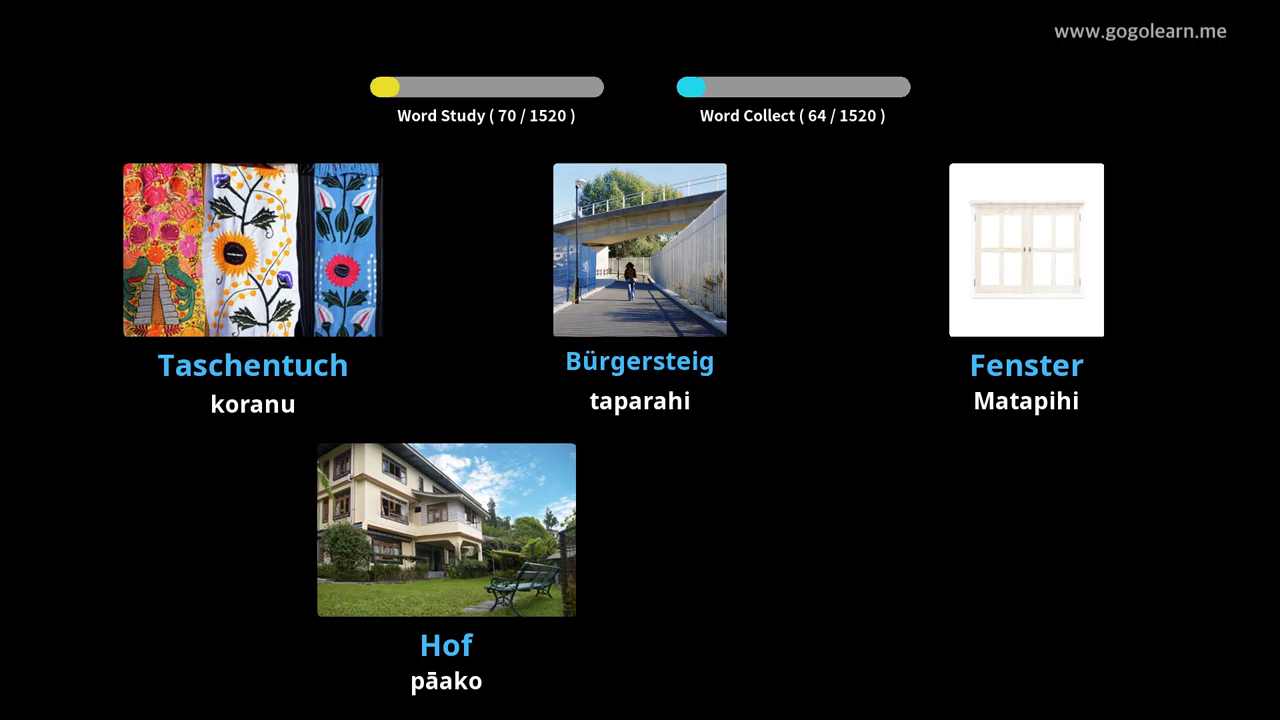 www.gogolearn.me
Word Study ( 70 / 1520 )
Word Collect ( 64 / 1520 )
Taschentuch
koranu
Bürgersteig
taparahi
Fenster
Matapihi
Hof
pāako